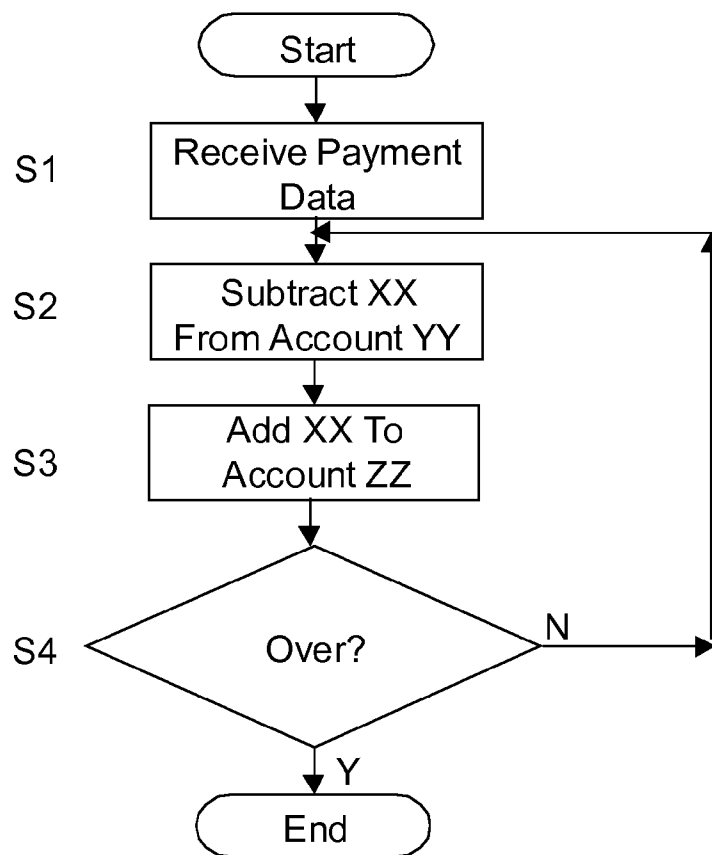 Start
S1
Receive Payment
Data
S2
Subtract XX
From Account YY
S3
Add XX To
Account ZZ
S4
Over?
N
Y
End